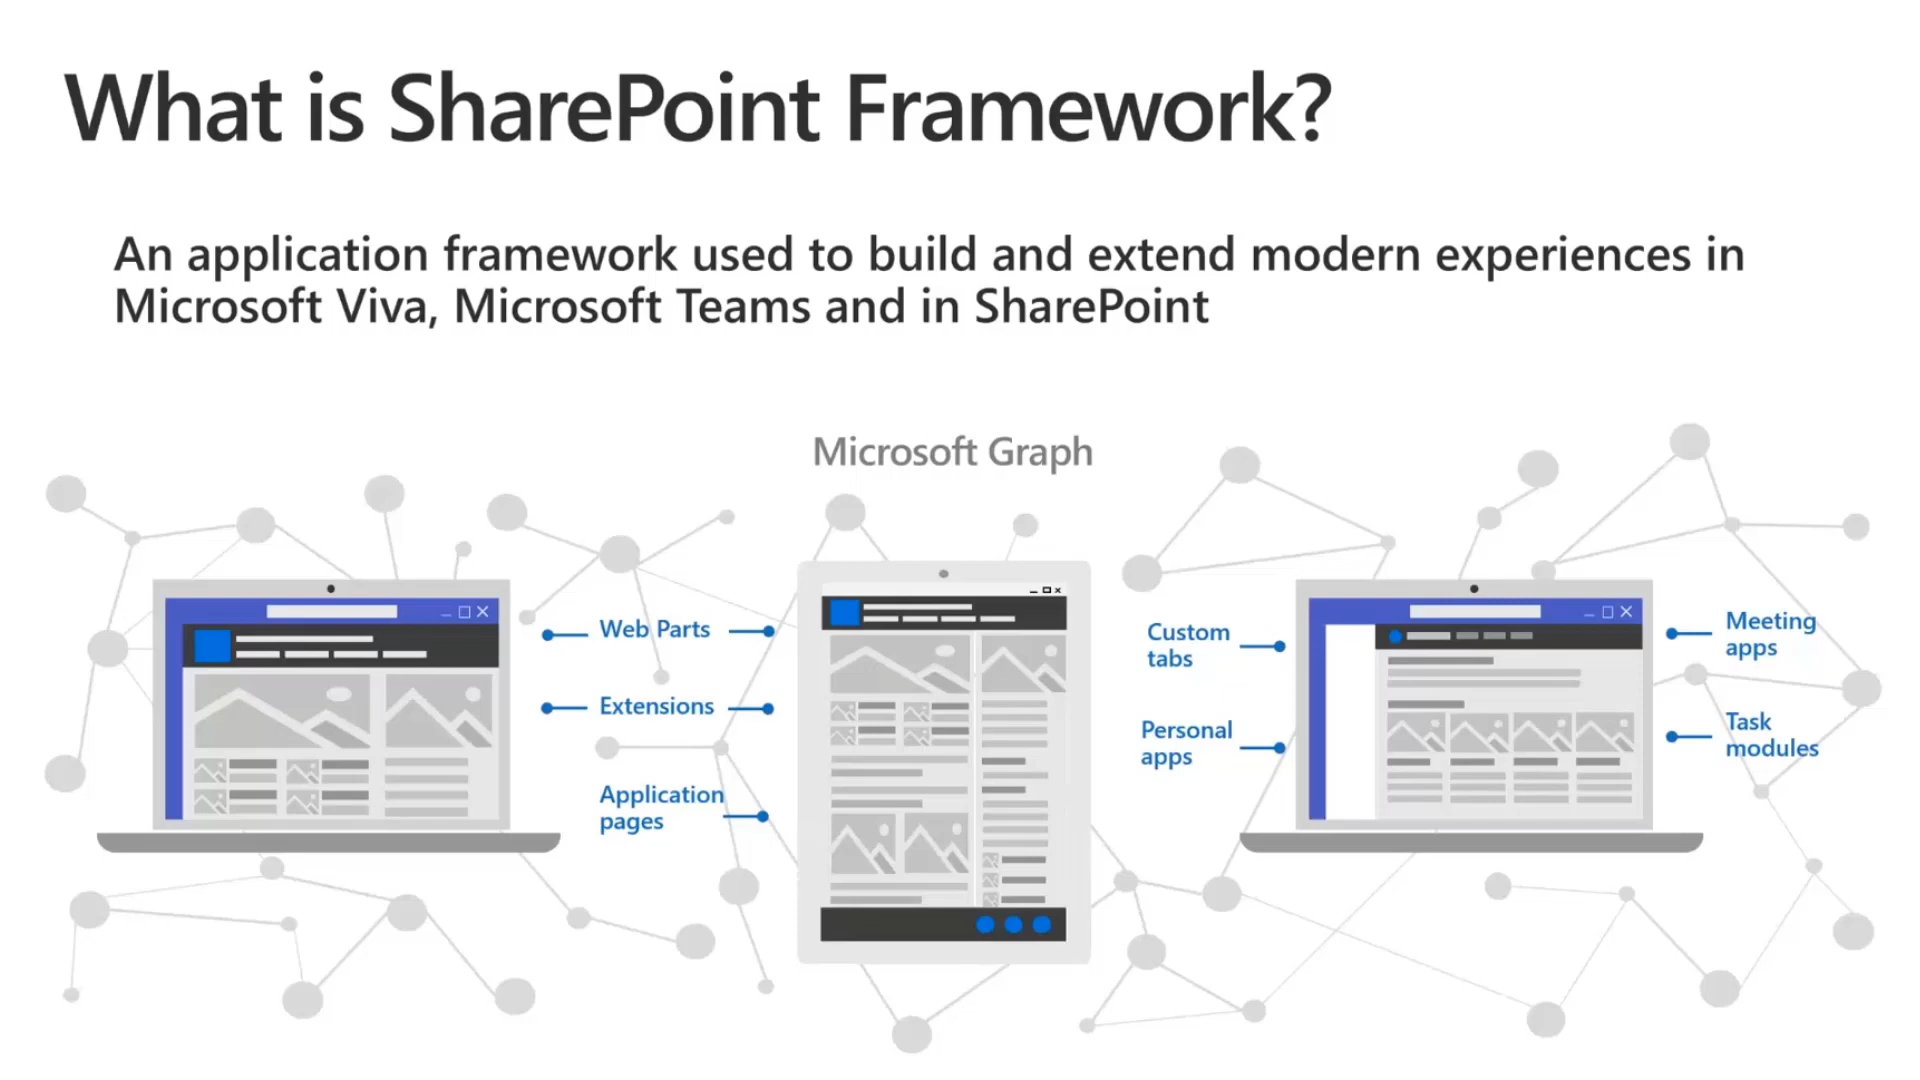 What is SharePoint Framework?
An application framework used to build and extend modern experiences in
Microsoft Viva, Microsoft Teams and in SharePoint
Microsoft Graph
Web Parts
Extensions
Application
pages
Custom
tabs
Personal
apps
Meeting
apps
Task
modules